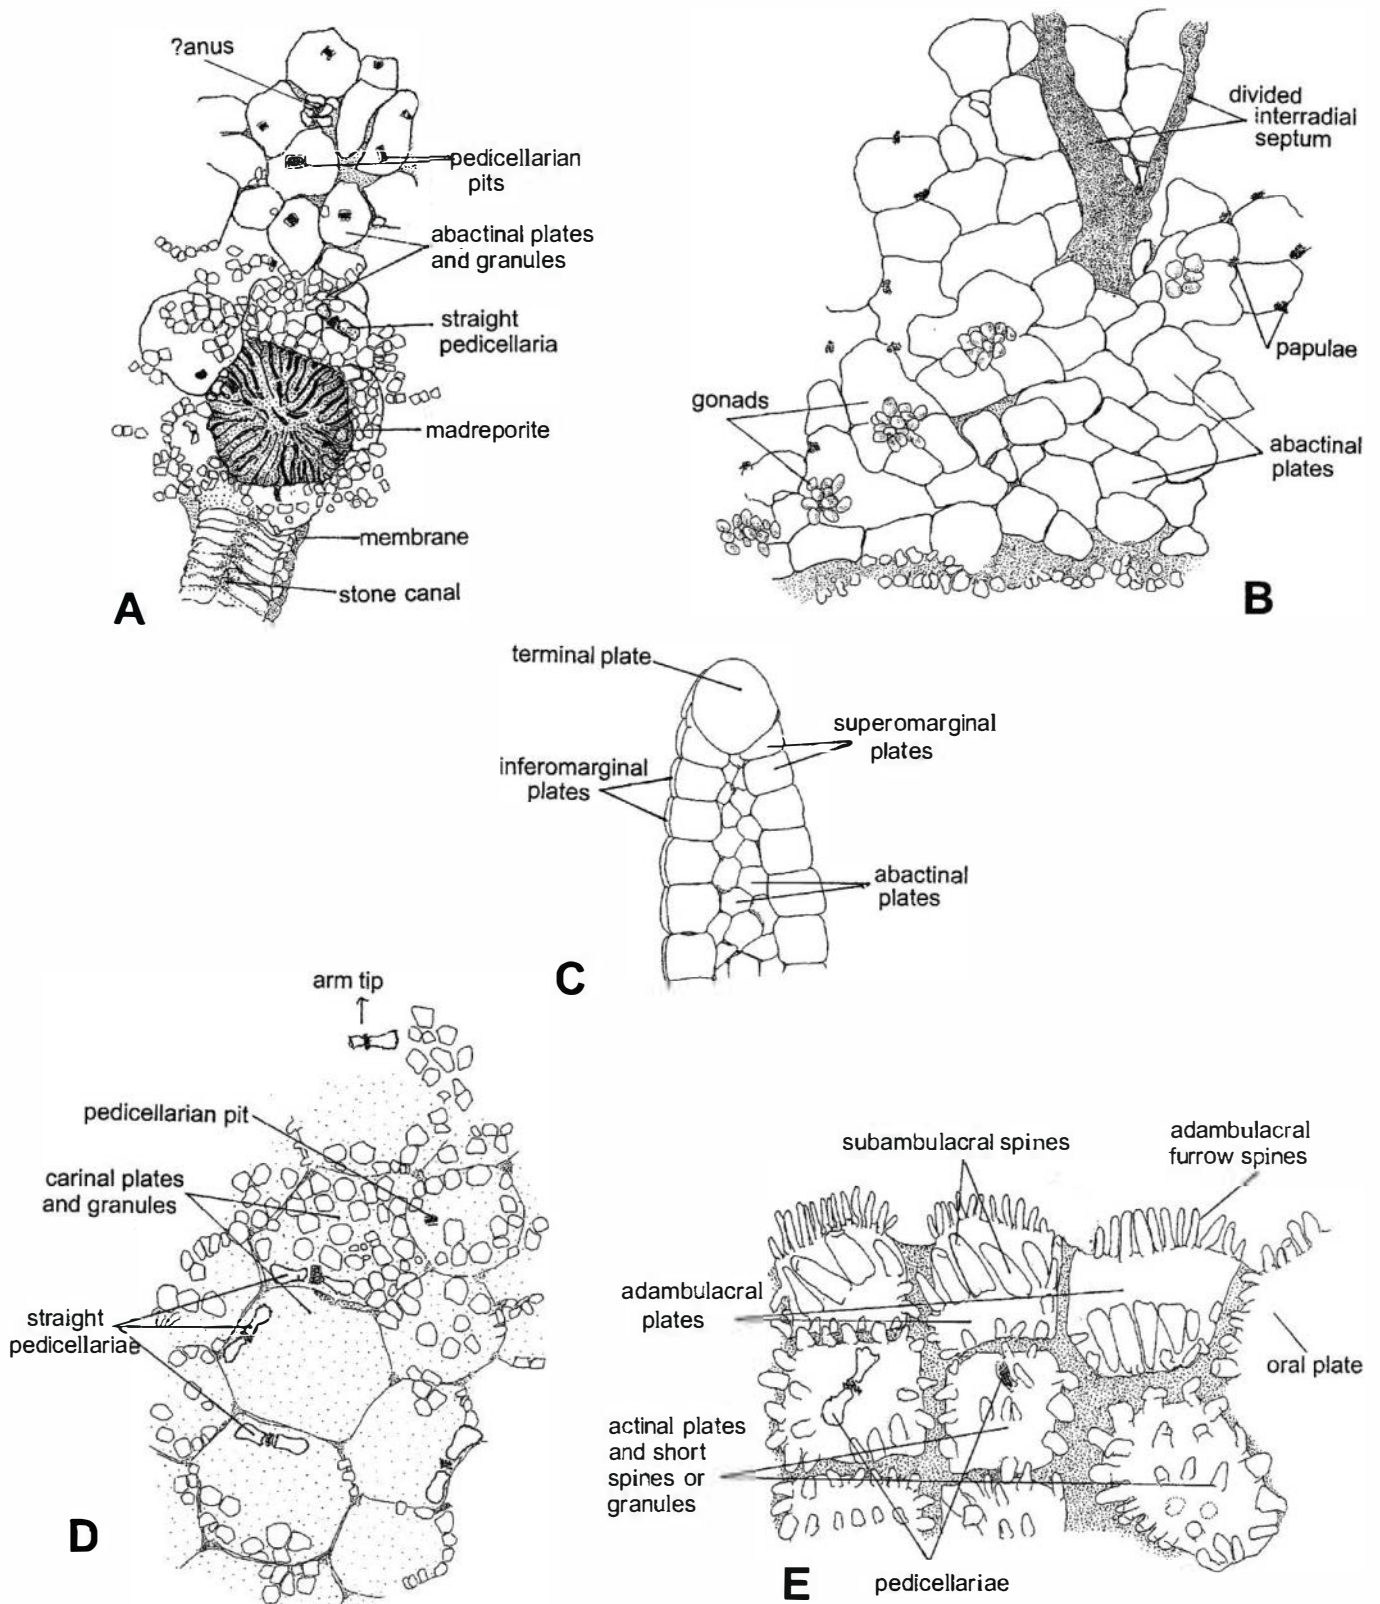 ?anus
pedicellarian
pits
abactinal plates
and granules
straight
pedicellaria
madreporite
membrane
stone canal
A
divided
interradial
septum
papulae
gonads
abactinal
plates
B
terminal plate
superomarginal
plates
inferomarginal
plates
abactinal
plates
C
arm tip
pedicellarian pit
carinal plates
and granules
straight
pedicellariae
D
subambulacral spines
adambulacral
furrow spines
adambulacral
plates
oral plate
actinal plates
and short
spines or
granules
pedicellariae
E